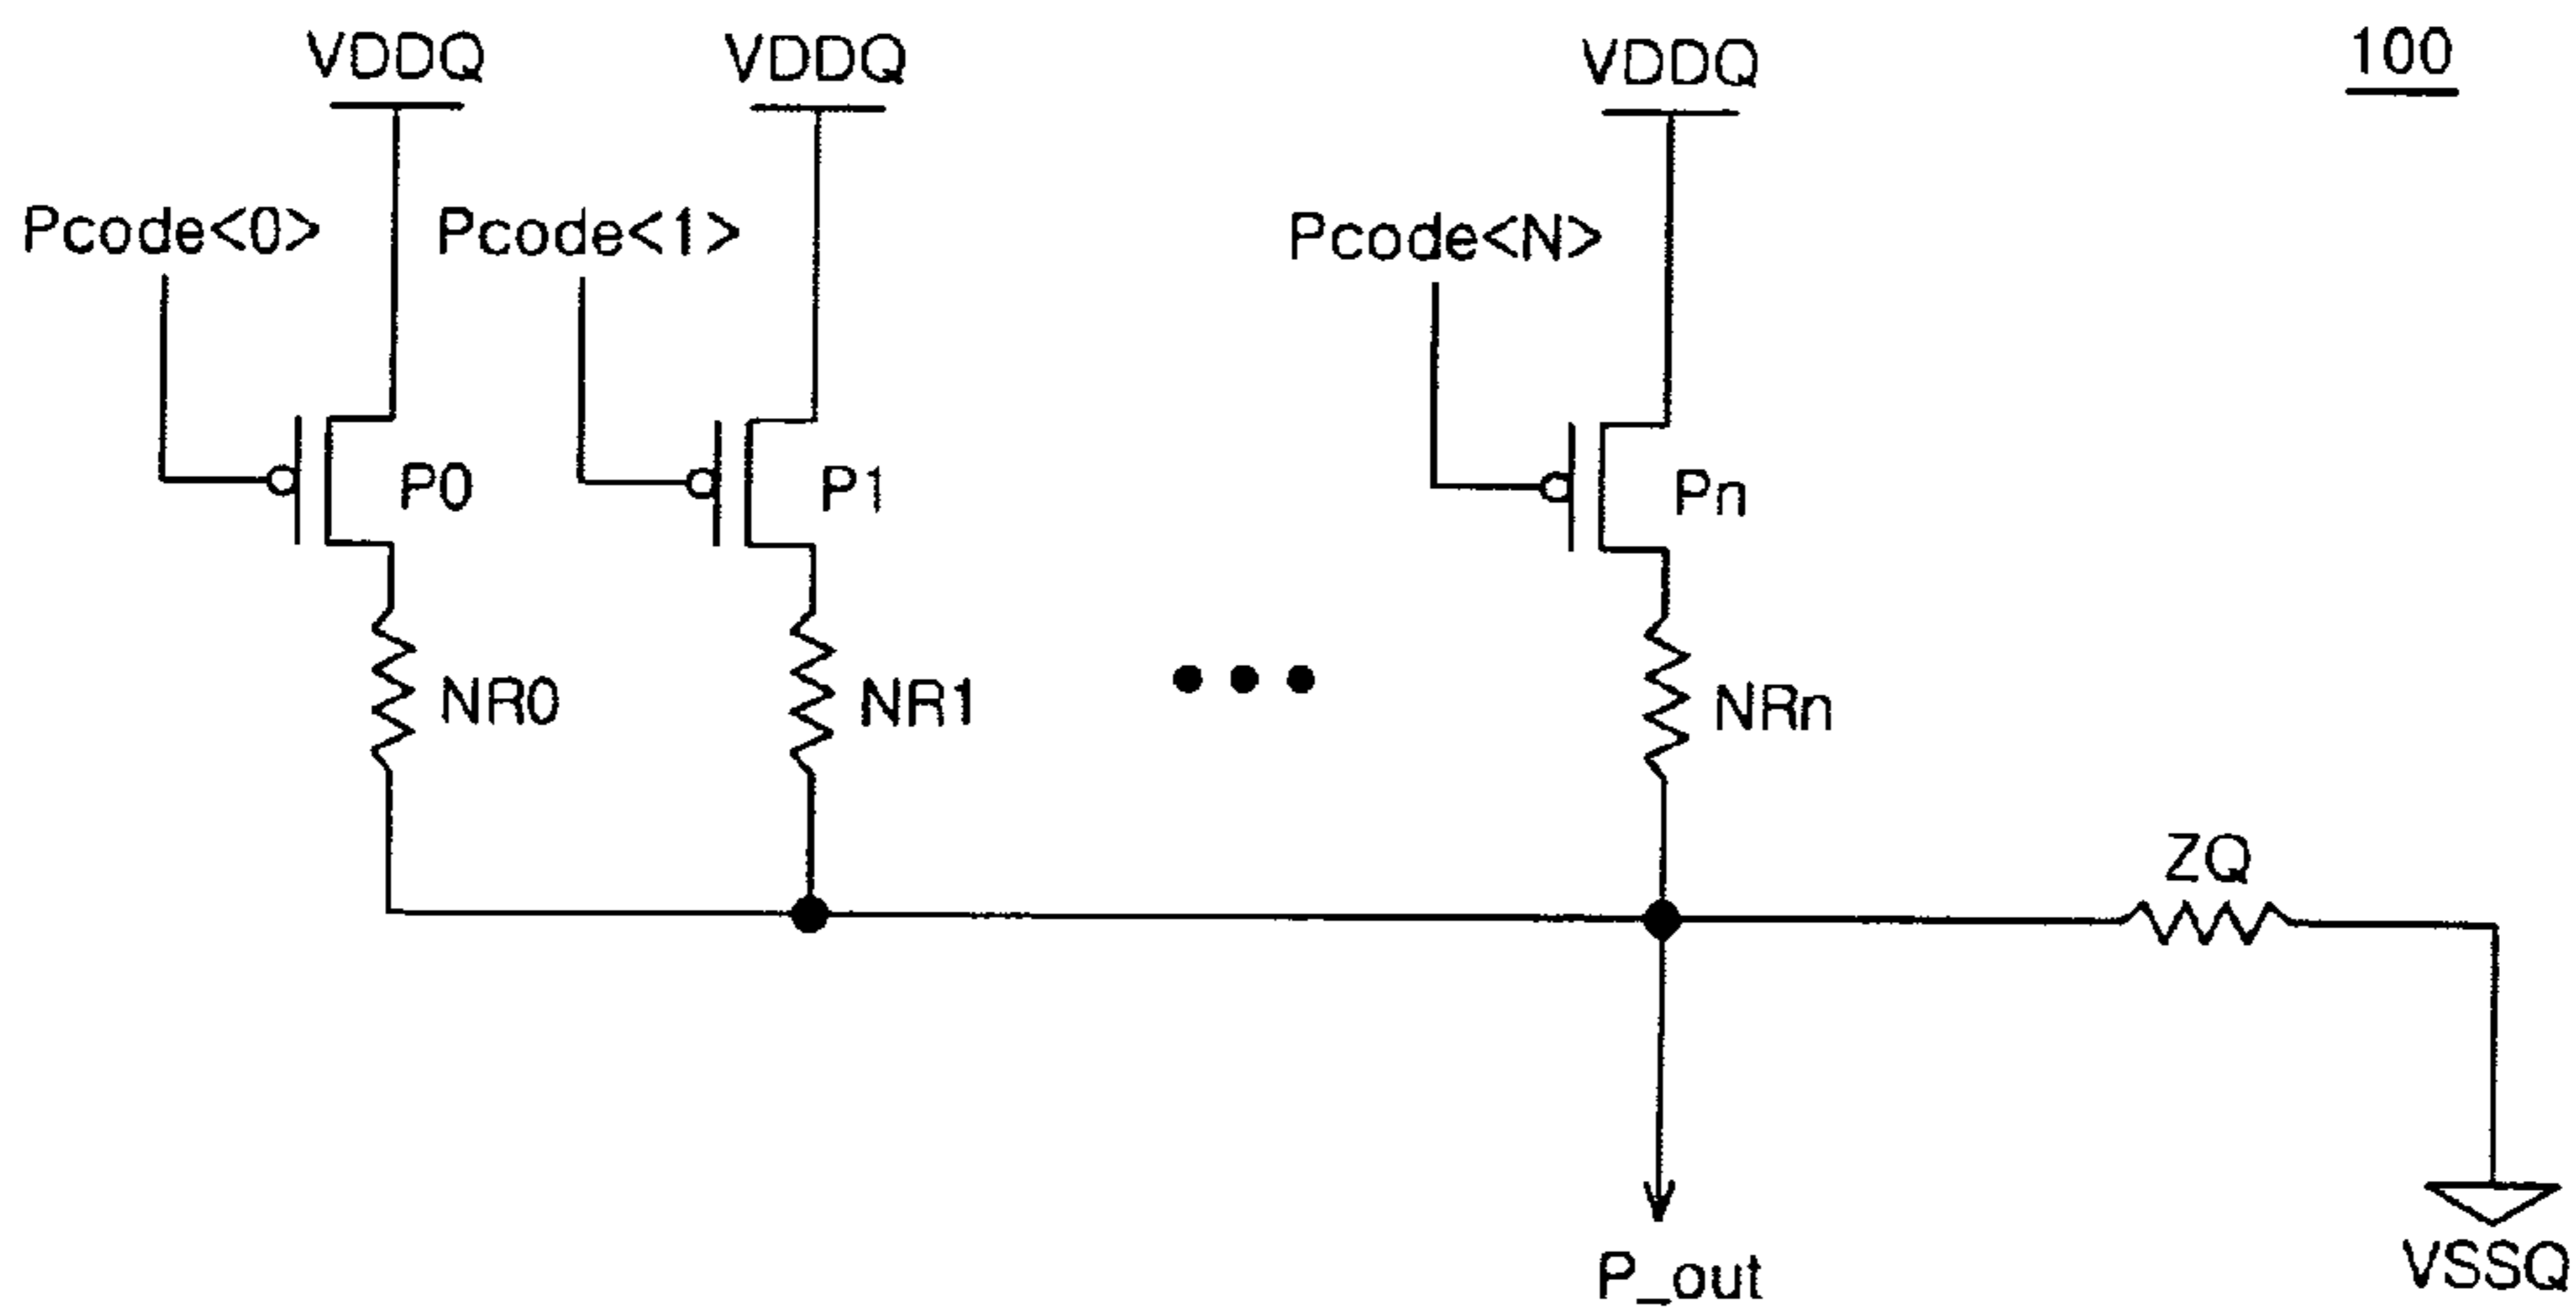 VDDQ VDDQ VDDQ 100
Pcode<0> Pcode<1> Pcode<N>
P0 P1 Pn
NR0 NR1 NRn
ZQ
P_out VSSQ